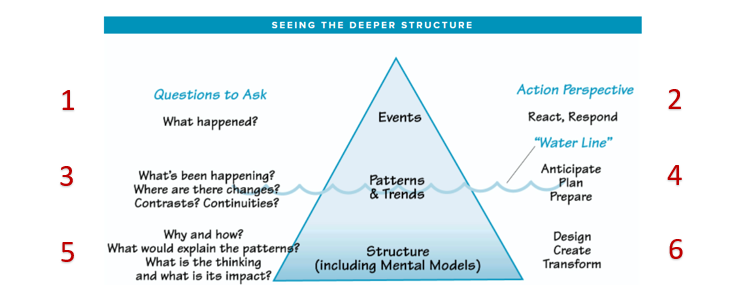 SEEING THE DEEPER STRUCTURE
1
Questions to Ask
What happened?
Events
Action Perspective
React, Respond
2
"Water Line"
3
What's been happening?
Where are there changes?
Contrasts? Continuities?
Patterns
& Trends
Anticipate
Plan
Prepare
4
5
Why and how?
What would explain the patterns?
What is the thinking
and what is its impact?
Structure
(including Mental Models)
Design
Create
Transform
6